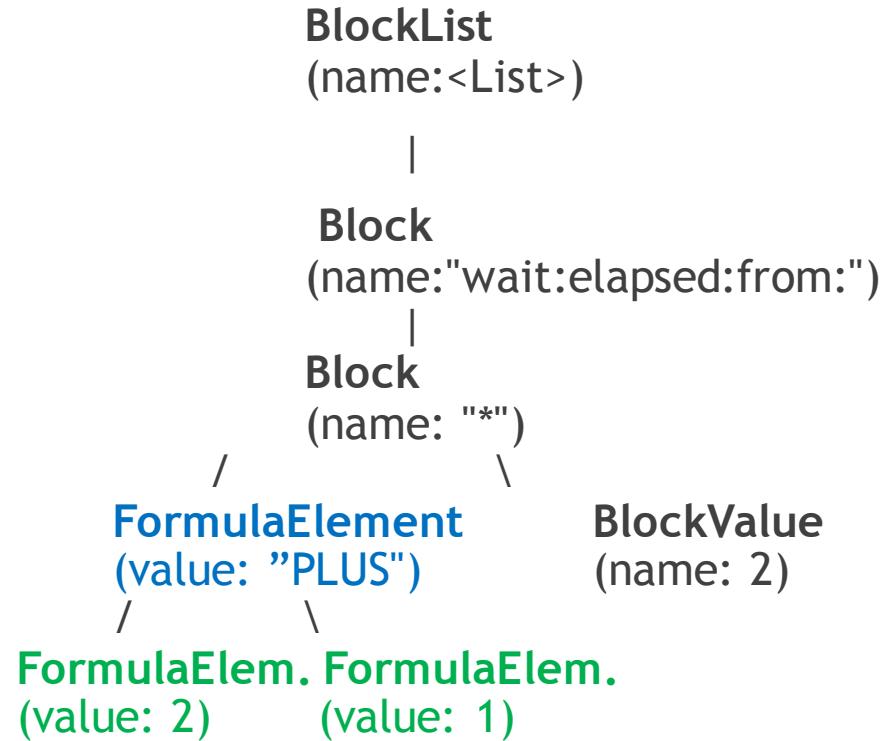 BlockList
(name:<List>)
|
Block
(name:"wait:elapsed:from:")
|
Block
(name: "*")
/ \
FormulaElement BlockValue
(value: ”PLUS") (name: 2)
/ \
FormulaElem. FormulaElem.
(value: 2) (value: 1)